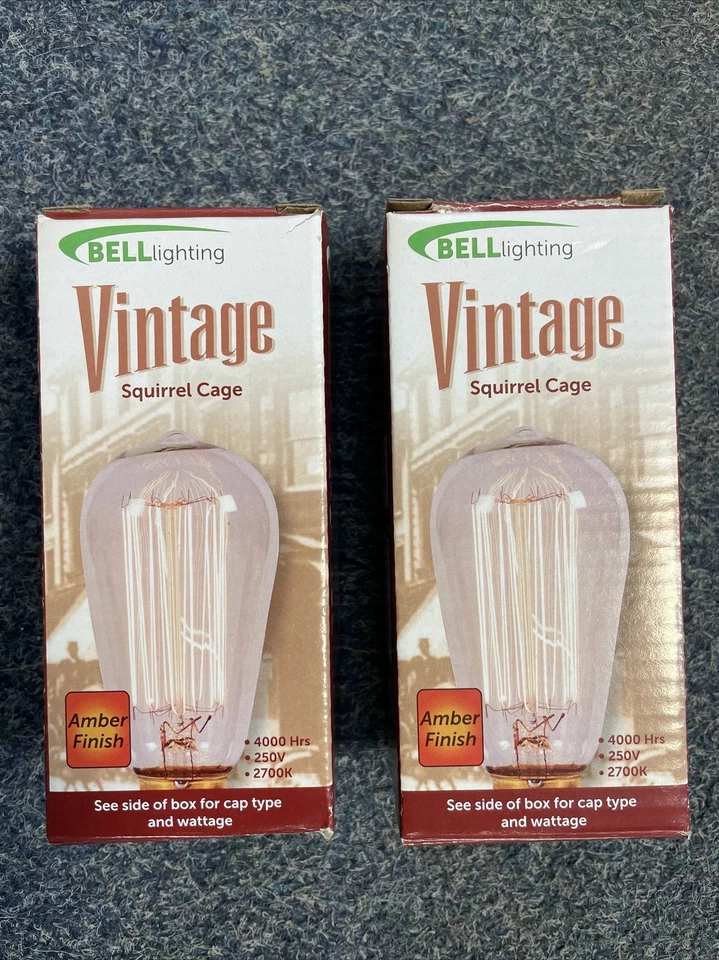 BELLlighting
Vintage
Squirrel Cage
Amber
Finish
• 4000 Hrs
• 250V
• 2700K
See side of box for cap type
and wattage
BELLlighting
Vintage
Squirrel Cage
Amber
Finish
• 4000 Hrs
• 250V
• 2700K
See side of box for cap type
and wattage